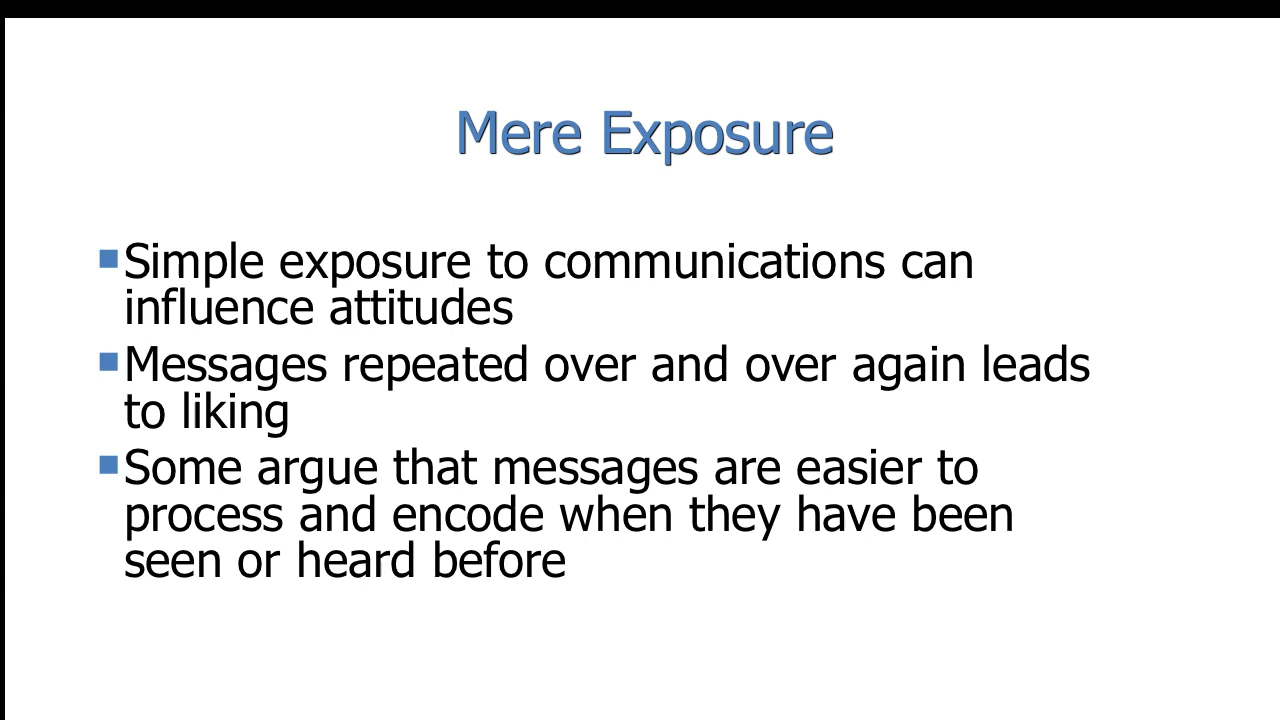 Mere Exposure
Simple exposure to communications can
influence attitudes
Messages repeated over and over again leads
to liking
Some argue that messages are easier to
process and encode when they have been
seen or heard before